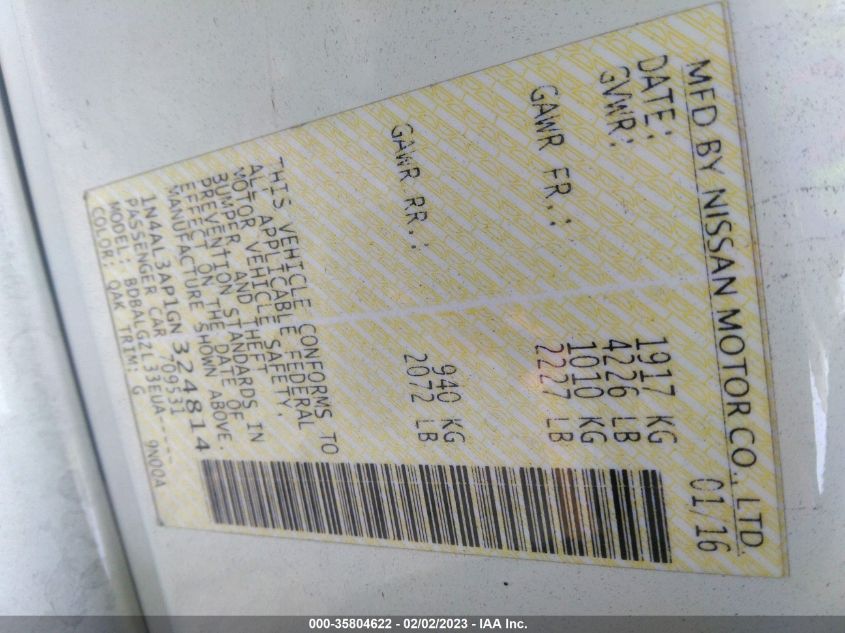 MFD BY NISSAN MOTOR CO., LTD.
DATE: 01/16
GVWR: 1917 KG
4226 LB
GAWR FR.: 1010 KG
2227 LB
GAWR RR.: 940 KG
2072 LB
THIS VEHICLE CONFORMS TO
ALL APPLICABLE FEDERAL
MOTOR VEHICLE SAFETY,
BUMPER AND THEFT
PREVENTION STANDARDS IN
EFFECT ON THE DATE OF
MANUFACTURE SHOWN ABOVE.
1N4AL3AP1GN324814
PASSENGER CAR 709331
MODEL: BDBALGZL33EUA----- 9N00A
COLOR: QAK TRIM: G
000-35804622 - 02/02/2023 - IAA Inc.